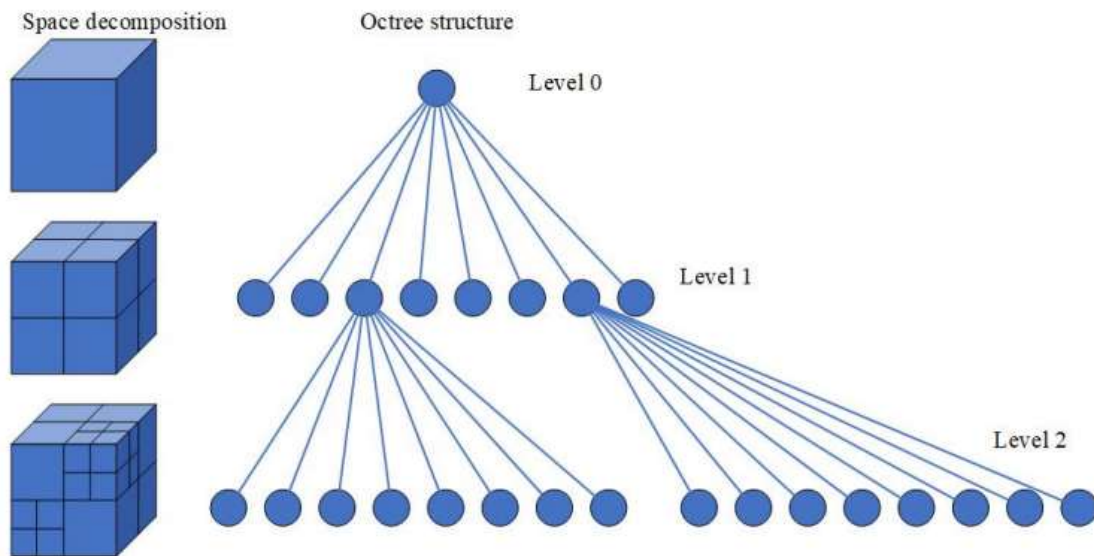 Space decomposition
Octree structure
Level 0
Level 1
Level 2